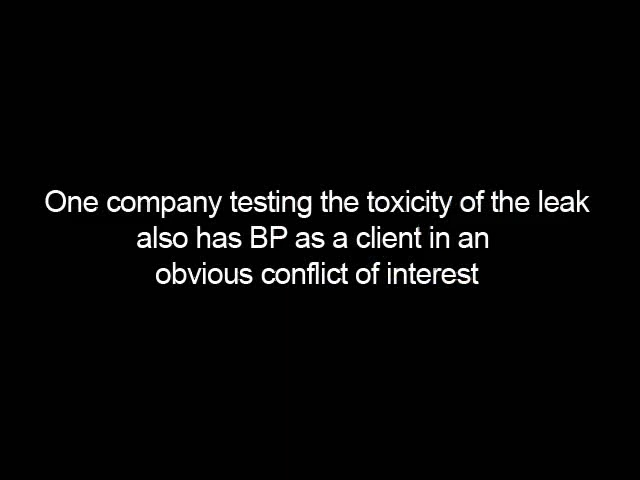 One company testing the toxicity of the leak
also has BP as a client in an
obvious conflict of interest